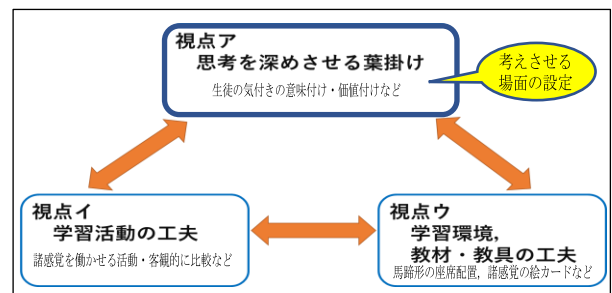 視点ア
思考を深めさせる葉掛け
生徒の気付きの意味付け・価値付けなど
考えさせる
場面の設定
視点イ
学習活動の工夫
諸感覚を働かせる活動・客観的に比較など
視点ウ
学習環境，
教材・教具の工夫
馬蹄形の座席配置，諸感覚の絵カードなど